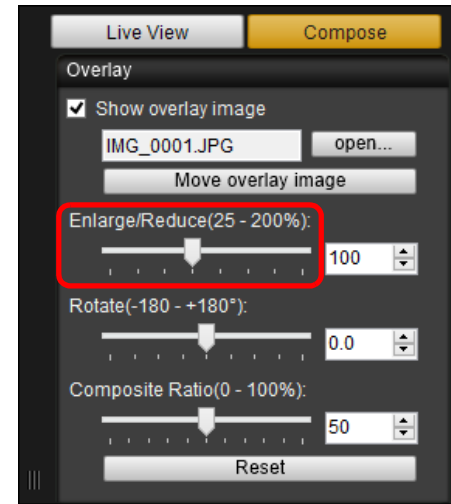 Live View Compose
Overlay
Show overlay image
IMG_0001.JPG open...
Move overlay image
Enlarge/Reduce(25 - 200%):
100
Rotate(-180 - +180°):
0.0
Composite Ratio(0 - 100%):
50
Reset